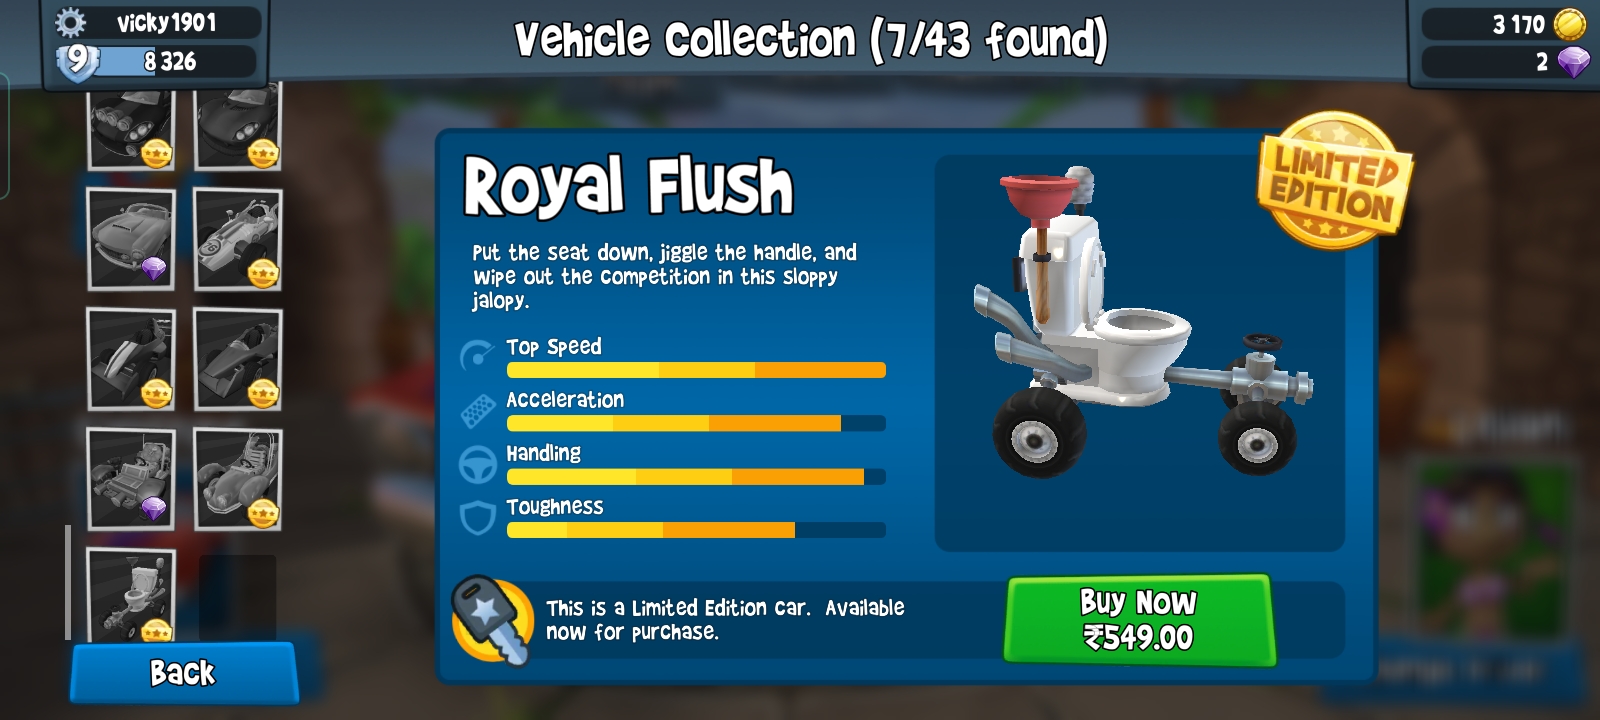 vicky1901
9
8 326
Vehicle Collection (7/43 found)
3 170
2
LIMITED
EDITION
Royal Flush
Put the seat down, jiggle the handle, and
wipe out the competition in this sloppy
jalopy.
Top Speed
Acceleration
Handling
Toughness
This is a Limited Edition car. Available
now for purchase.
Buy Now
₹549.00
Back